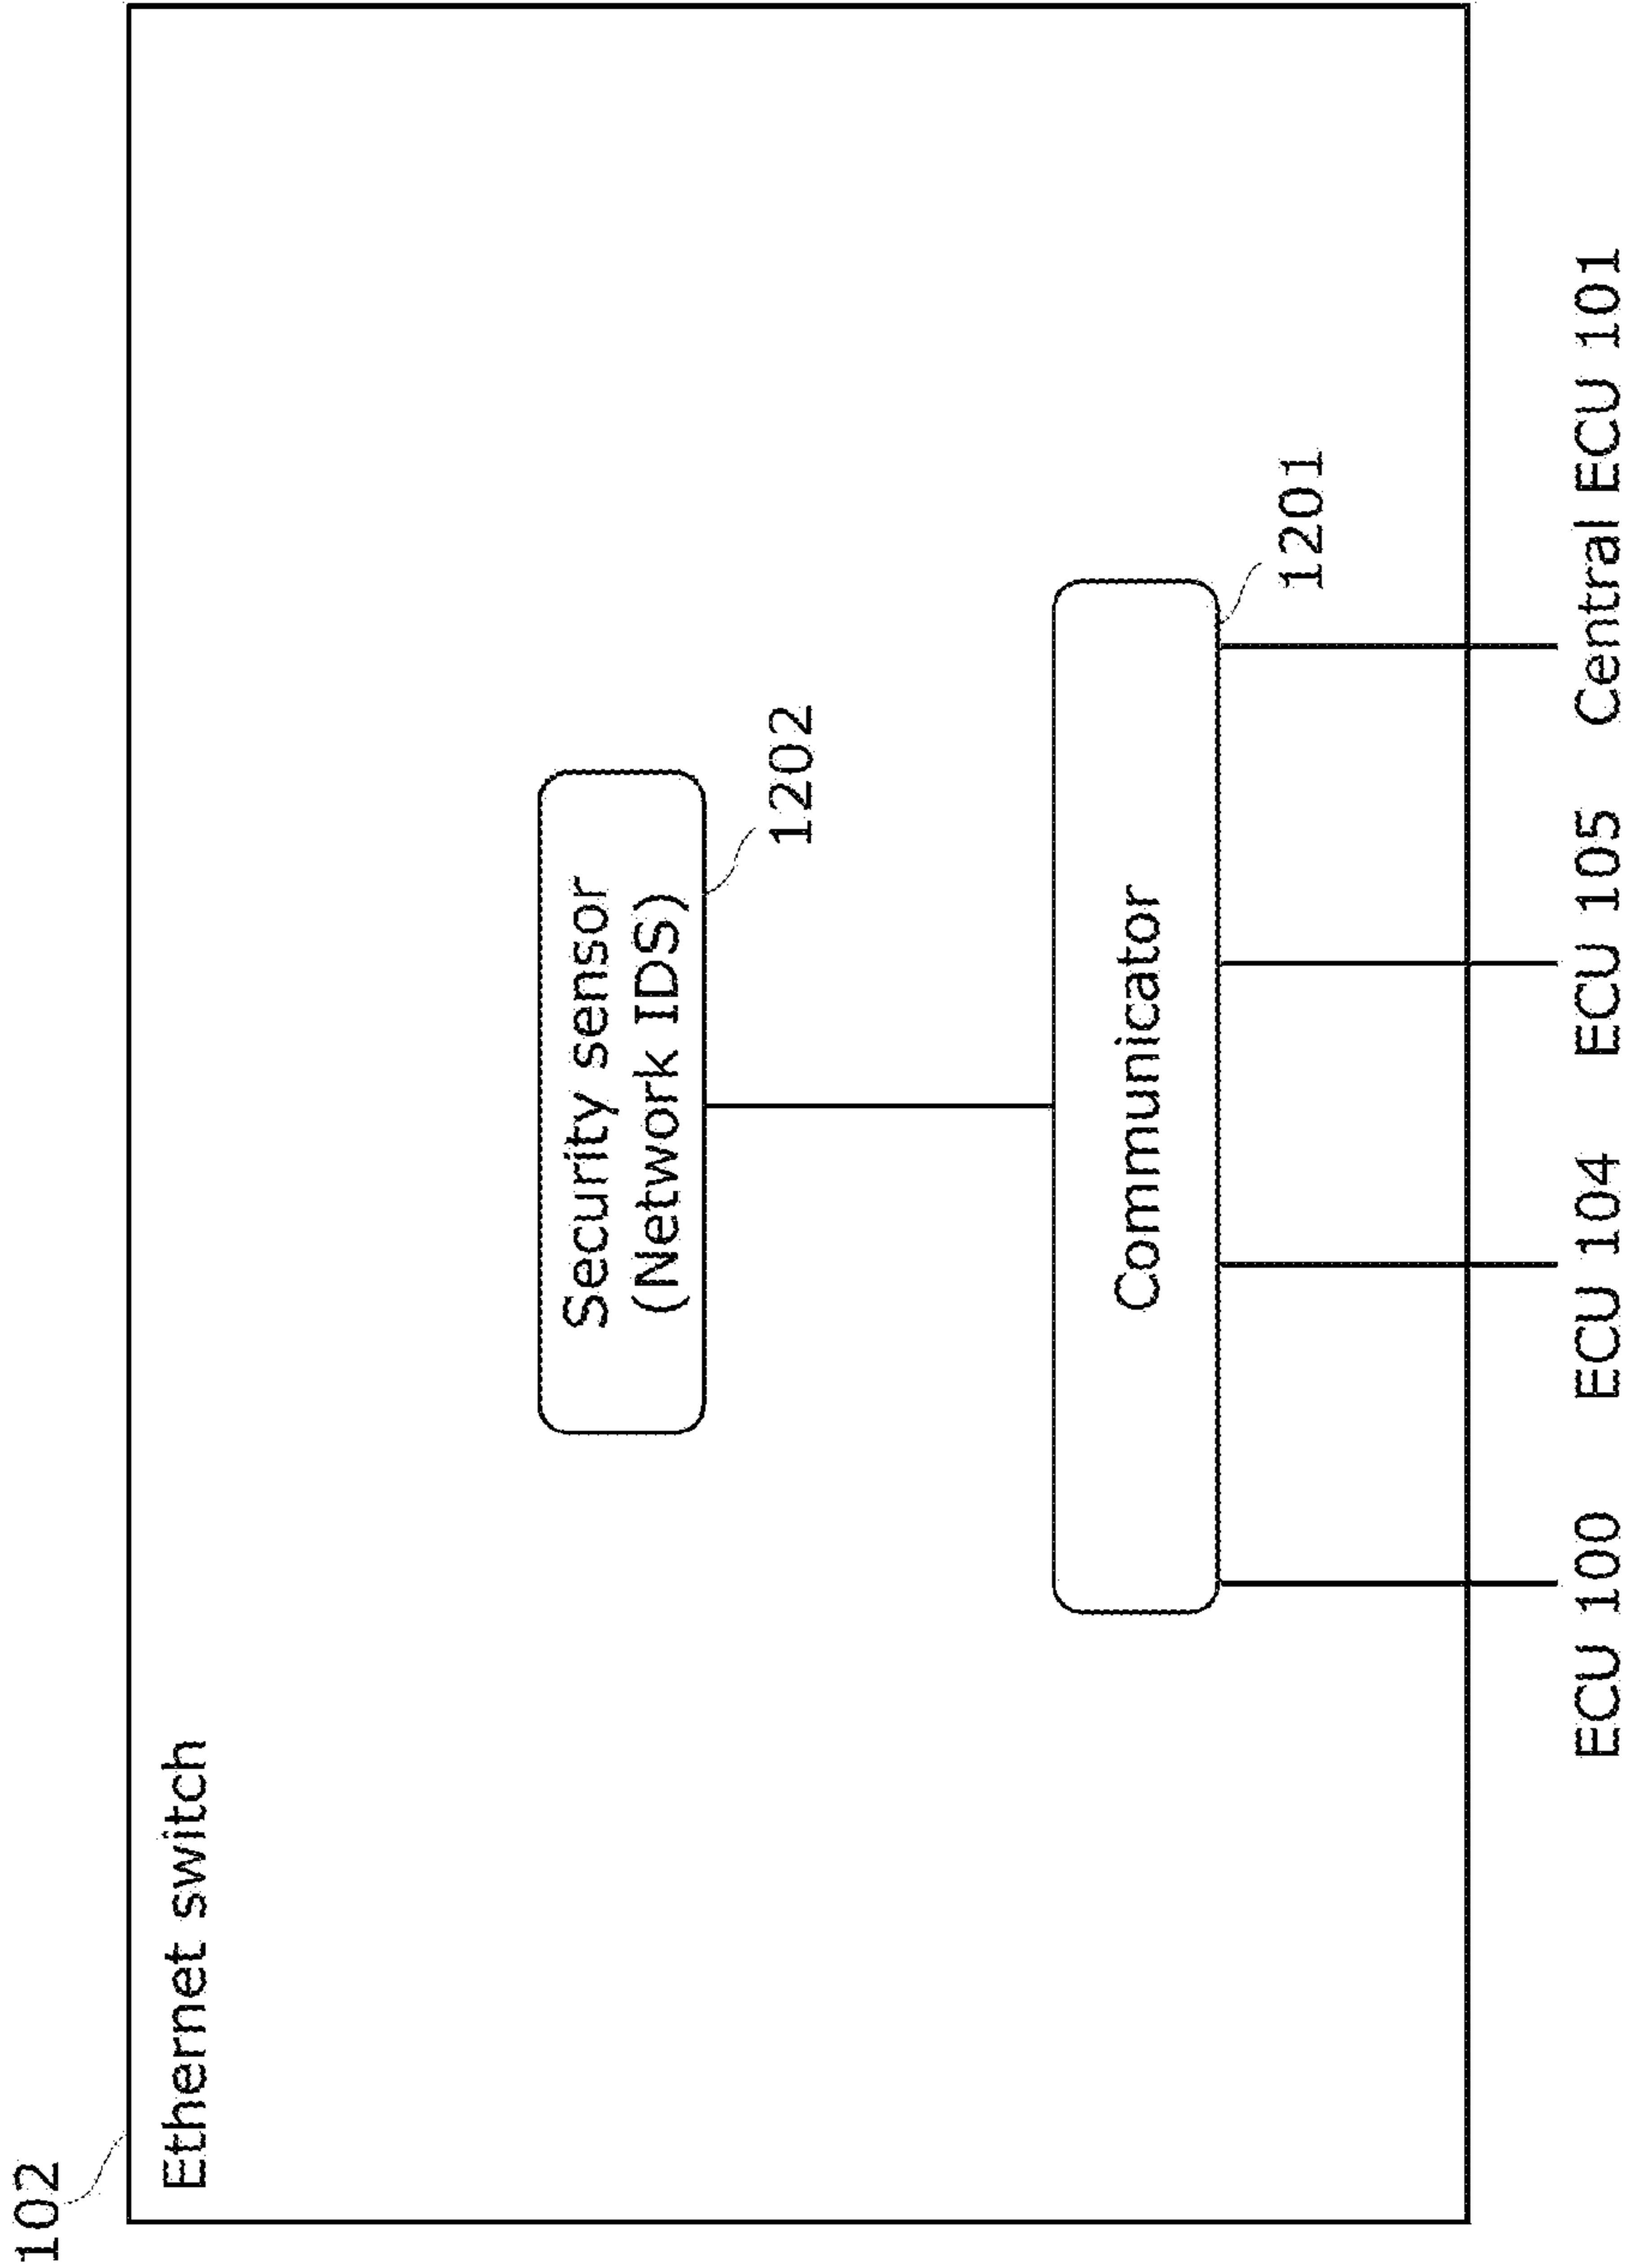 102
Ethernet switch
Security sensor
(Network IDS)
1202
Communicator
1201
ECU 100
ECU 104
ECU 105
Central ECU 101